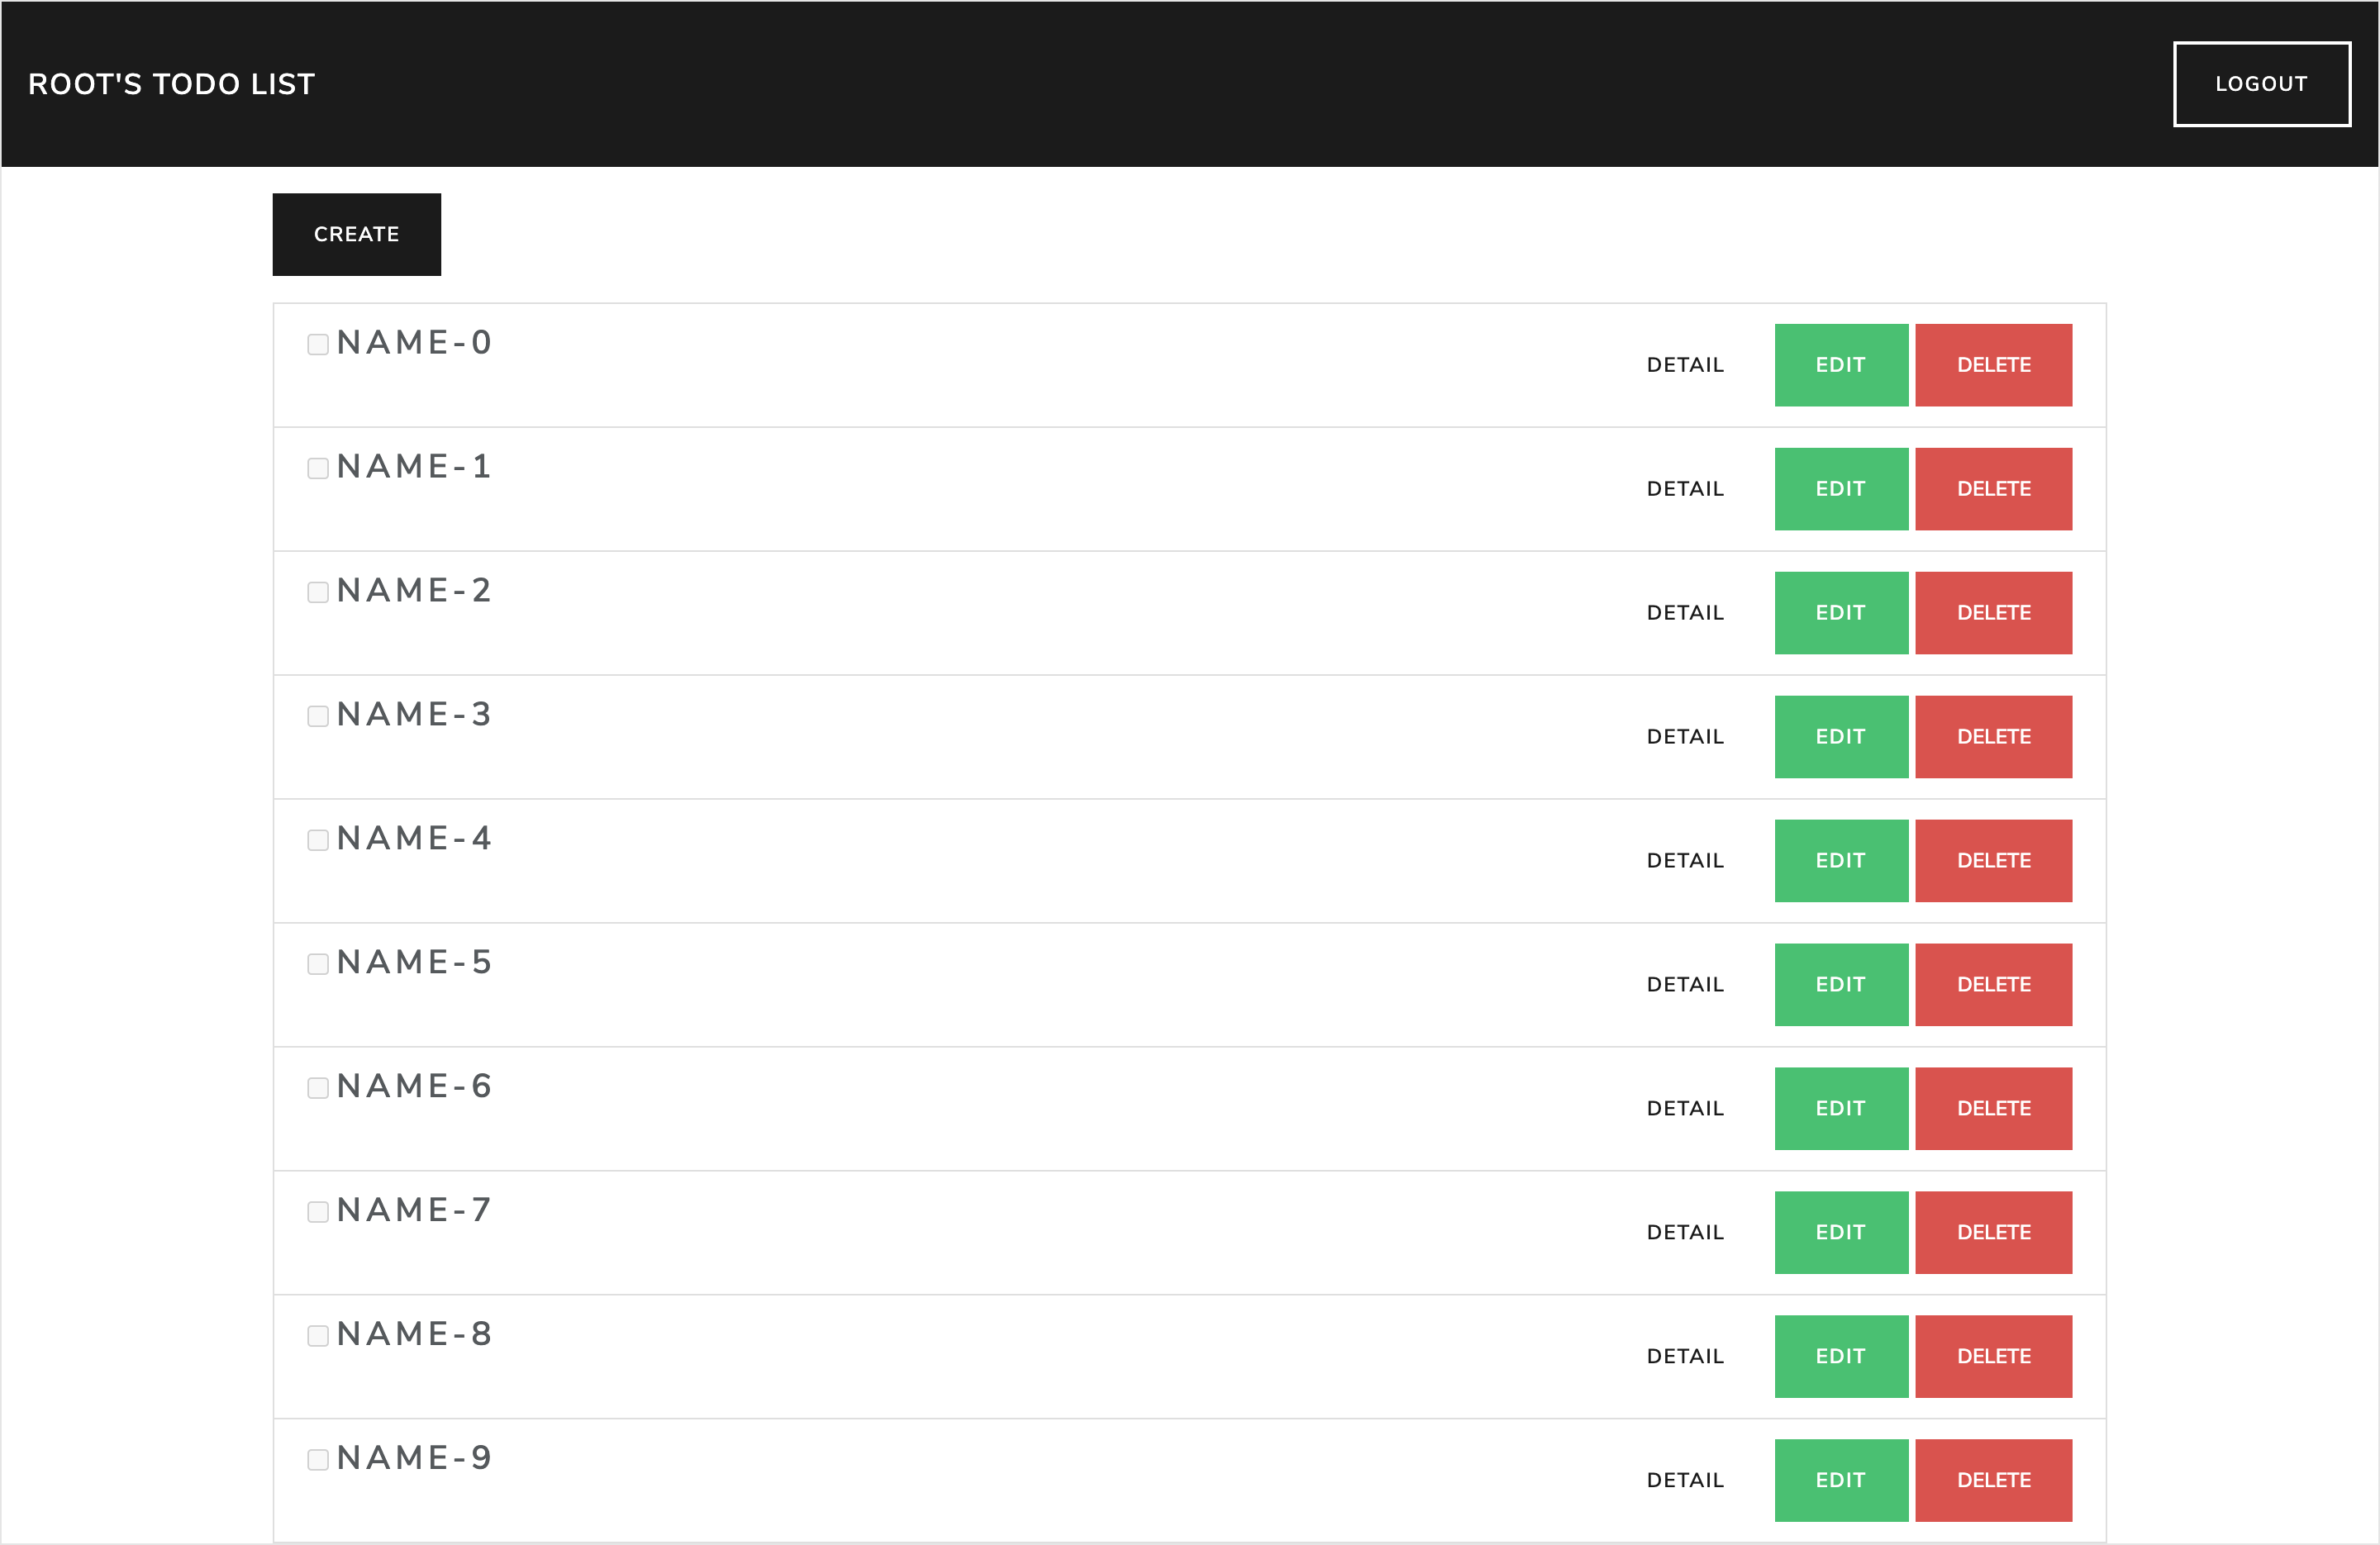 ROOT'S TODO LIST LOGOUT
CREATE
NAME-0 DETAIL EDIT DELETE
NAME-1 DETAIL EDIT DELETE
NAME-2 DETAIL EDIT DELETE
NAME-3 DETAIL EDIT DELETE
NAME-4 DETAIL EDIT DELETE
NAME-5 DETAIL EDIT DELETE
NAME-6 DETAIL EDIT DELETE
NAME-7 DETAIL EDIT DELETE
NAME-8 DETAIL EDIT DELETE
NAME-9 DETAIL EDIT DELETE